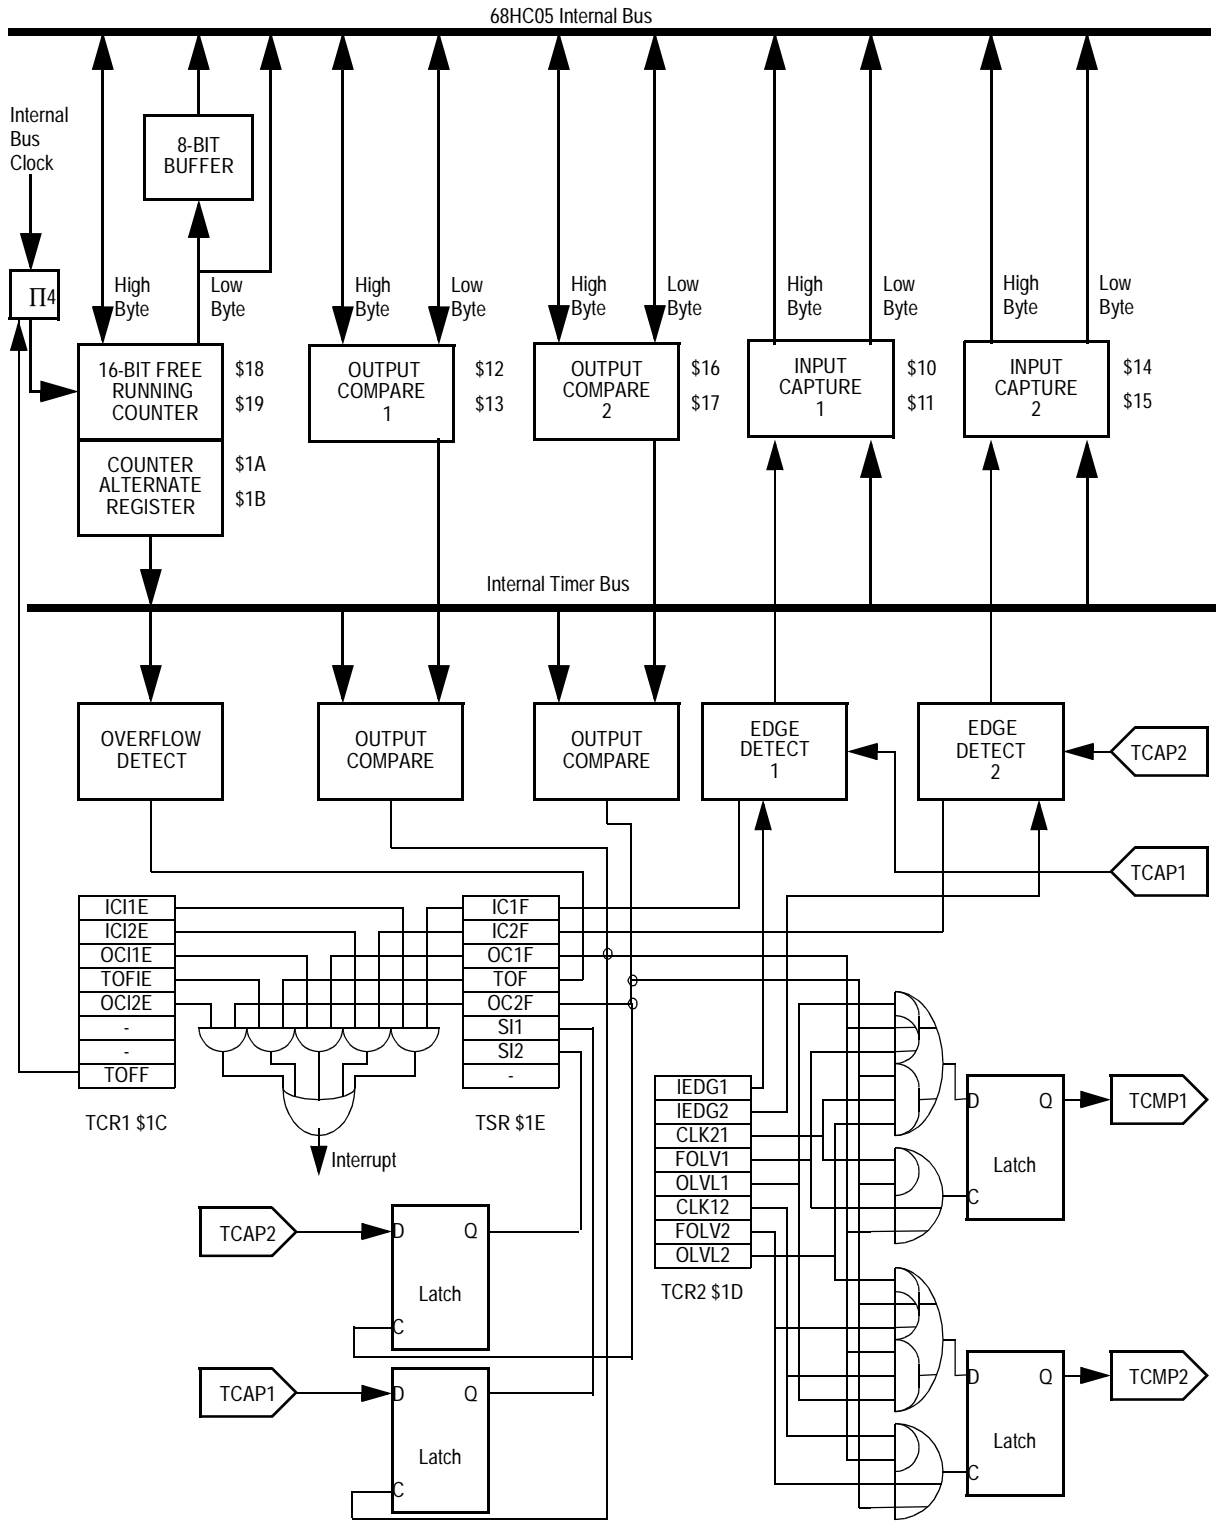 68HC05 Internal Bus
Internal
Bus
Clock
8-BIT
BUFFER
Π4
High
Byte
Low
Byte
High
Byte
Low
Byte
High
Byte
Low
Byte
High
Byte
Low
Byte
High
Byte
Low
Byte
16-BIT FREE
RUNNING
COUNTER
$18
$19
OUTPUT
COMPARE
1
$12
$13
OUTPUT
COMPARE
2
$16
$17
INPUT
CAPTURE
1
$10
$11
INPUT
CAPTURE
2
$14
$15
COUNTER
ALTERNATE
REGISTER
$1A
$1B
Internal Timer Bus
OVERFLOW
DETECT
OUTPUT
COMPARE
OUTPUT
COMPARE
EDGE
DETECT
1
EDGE
DETECT
2
TCAP2
TCAP1
ICI1E
ICI2E
OCI1E
TOFIE
OCI2E
-
-
TOFF
TCR1 $1C
IC1F
IC2F
OC1F
TOF
OC2F
SI1
SI2
-
TSR $1E
Interrupt
IEDG1
IEDG2
CLK21
FOLV1
OLVL1
CLK12
FOLV2
OLVL2
TCR2 $1D
D
Q
Latch
C
TCMP1
TCAP2
D
Q
Latch
C
TCAP1
D
Q
Latch
C
D
Q
Latch
C
TCMP2